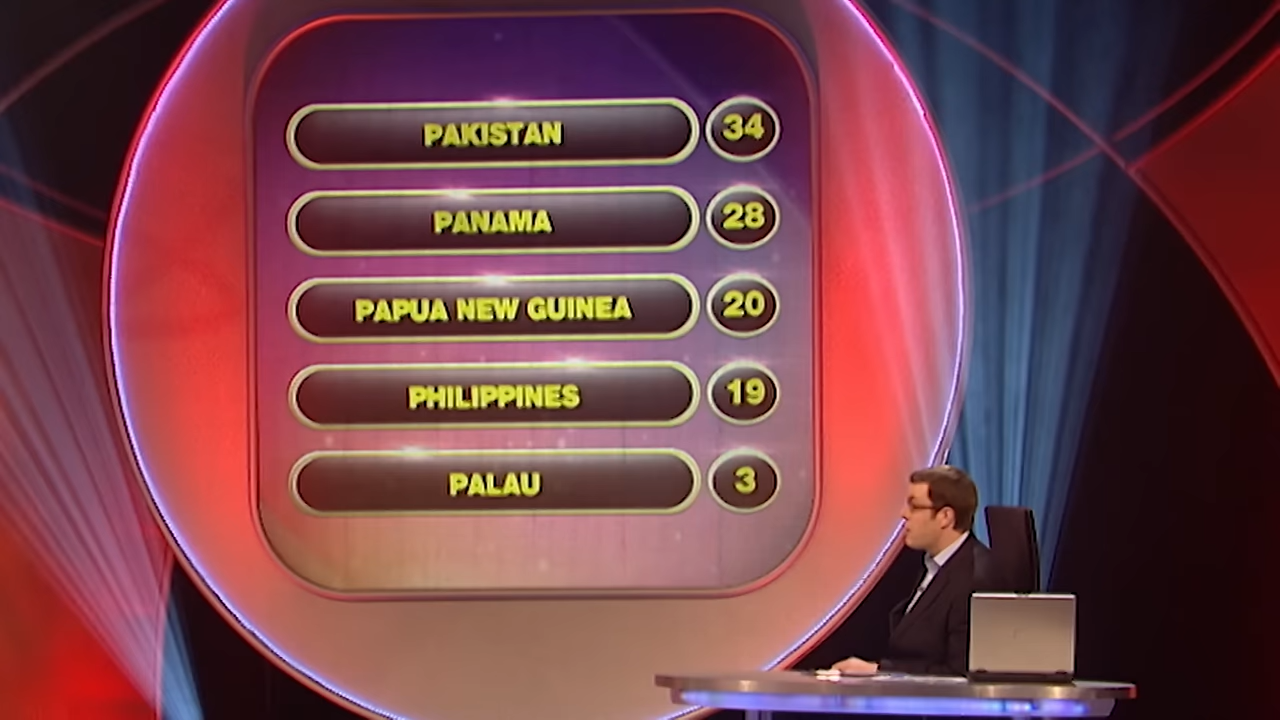 PAKISTAN 34
PANAMA 28
PAPUA NEW GUINEA 20
PHILIPPINES 19
PALAU 3